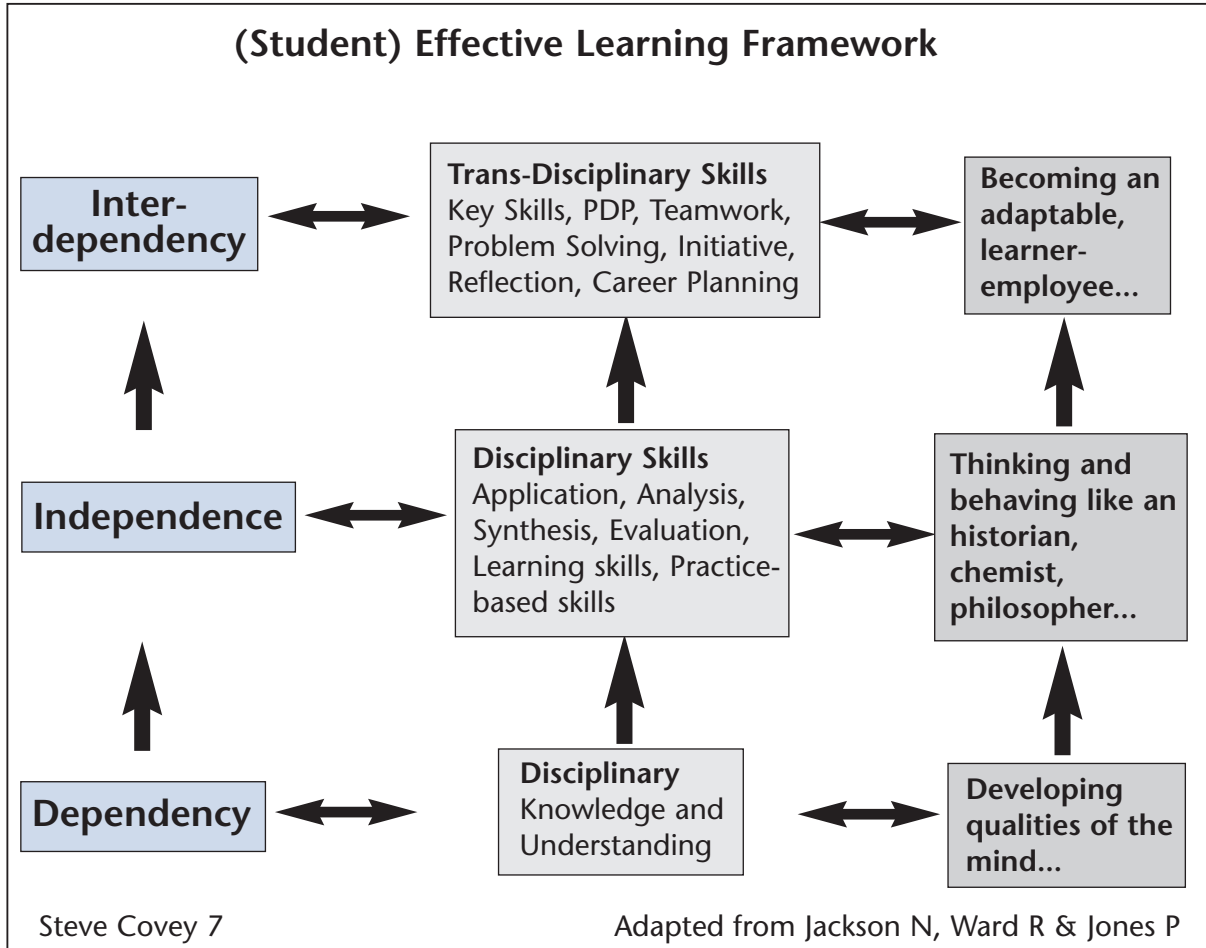 (Student) Effective Learning Framework
Inter-
dependency
Trans-Disciplinary Skills
Key Skills, PDP, Teamwork,
Problem Solving, Initiative,
Reflection, Career Planning
Becoming an
adaptable,
learner-
employee...
Independence
Disciplinary Skills
Application, Analysis,
Synthesis, Evaluation,
Learning skills, Practice-
based skills
Thinking and
behaving like an
historian,
chemist,
philosopher...
Dependency
Disciplinary
Knowledge and
Understanding
Developing
qualities of the
mind...
Steve Covey 7
Adapted from Jackson N, Ward R & Jones P